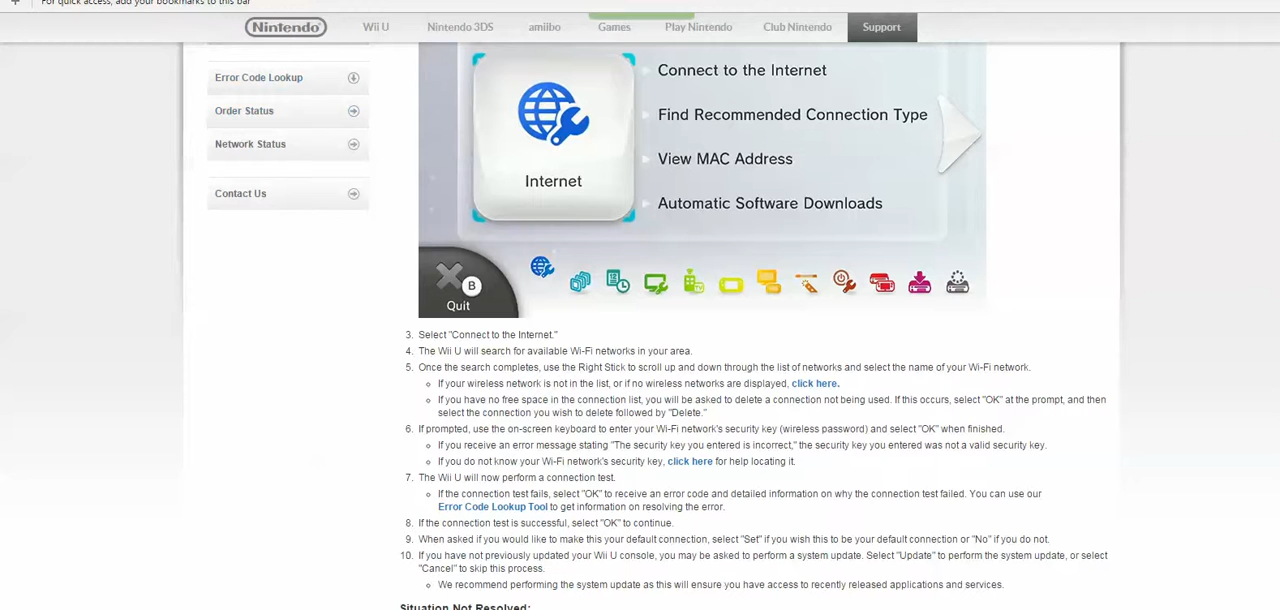 For quick access, add your bookmarks to this bar
Nintendo Wii U Nintendo 3DS amiibo Games Play Nintendo Club Nintendo Support
Error Code Lookup
Order Status
Network Status
Contact Us
Internet
Connect to the Internet
Find Recommended Connection Type
View MAC Address
Automatic Software Downloads
B
Quit
3. Select "Connect to the Internet."
4. The Wii U will search for available Wi-Fi networks in your area.
5. Once the search completes, use the Right Stick to scroll up and down through the list of networks and select the name of your Wi-Fi network.
If your wireless network is not in the list, or if no wireless networks are displayed, click here.
If you have no free space in the connection list, you will be asked to delete a connection not being used. If this occurs, select "OK" at the prompt, and then
select the connection you wish to delete followed by "Delete."
6. If prompted, use the on-screen keyboard to enter your Wi-Fi network's security key (wireless password) and select "OK" when finished.
If you receive an error message stating "The security key you entered is incorrect," the security key you entered was not a valid security key.
If you do not know your Wi-Fi network's security key, click here for help locating it.
7. The Wii U will now perform a connection test.
If the connection test fails, select "OK" to receive an error code and detailed information on why the connection test failed. You can use our
Error Code Lookup Tool to get information on resolving the error.
8. If the connection test is successful, select "OK" to continue.
9. When asked if you would like to make this your default connection, select "Set" if you wish this to be your default connection or "No" if you do not.
10. If you have not previously updated your Wii U console, you may be asked to perform a system update. Select "Update" to perform the system update, or select
"Cancel" to skip this process.
We recommend performing the system update as this will ensure you have access to recently released applications and services.
Situation Not Resolved: